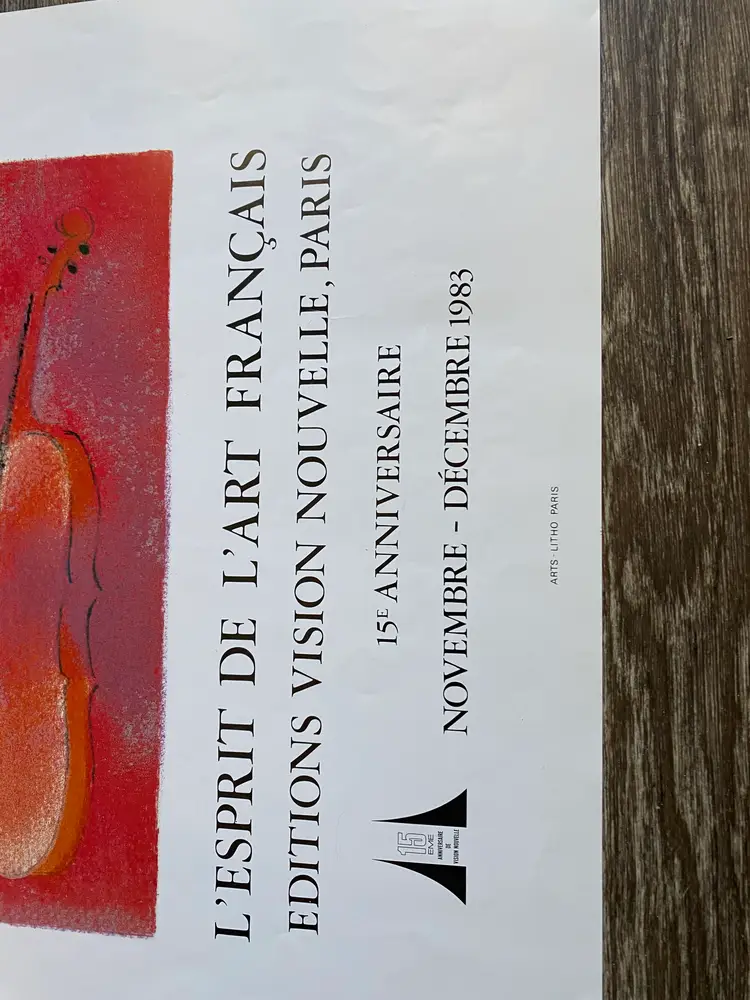 L'ESPRIT DE L'ART FRANÇAIS
EDITIONS VISION NOUVELLE, PARIS
15E ANNIVERSAIRE
NOVEMBRE - DÉCEMBRE 1983
15
EME
ANNIVERSAIRE
DE
VISION NOUVELLE
ARTS - LITHO PARIS